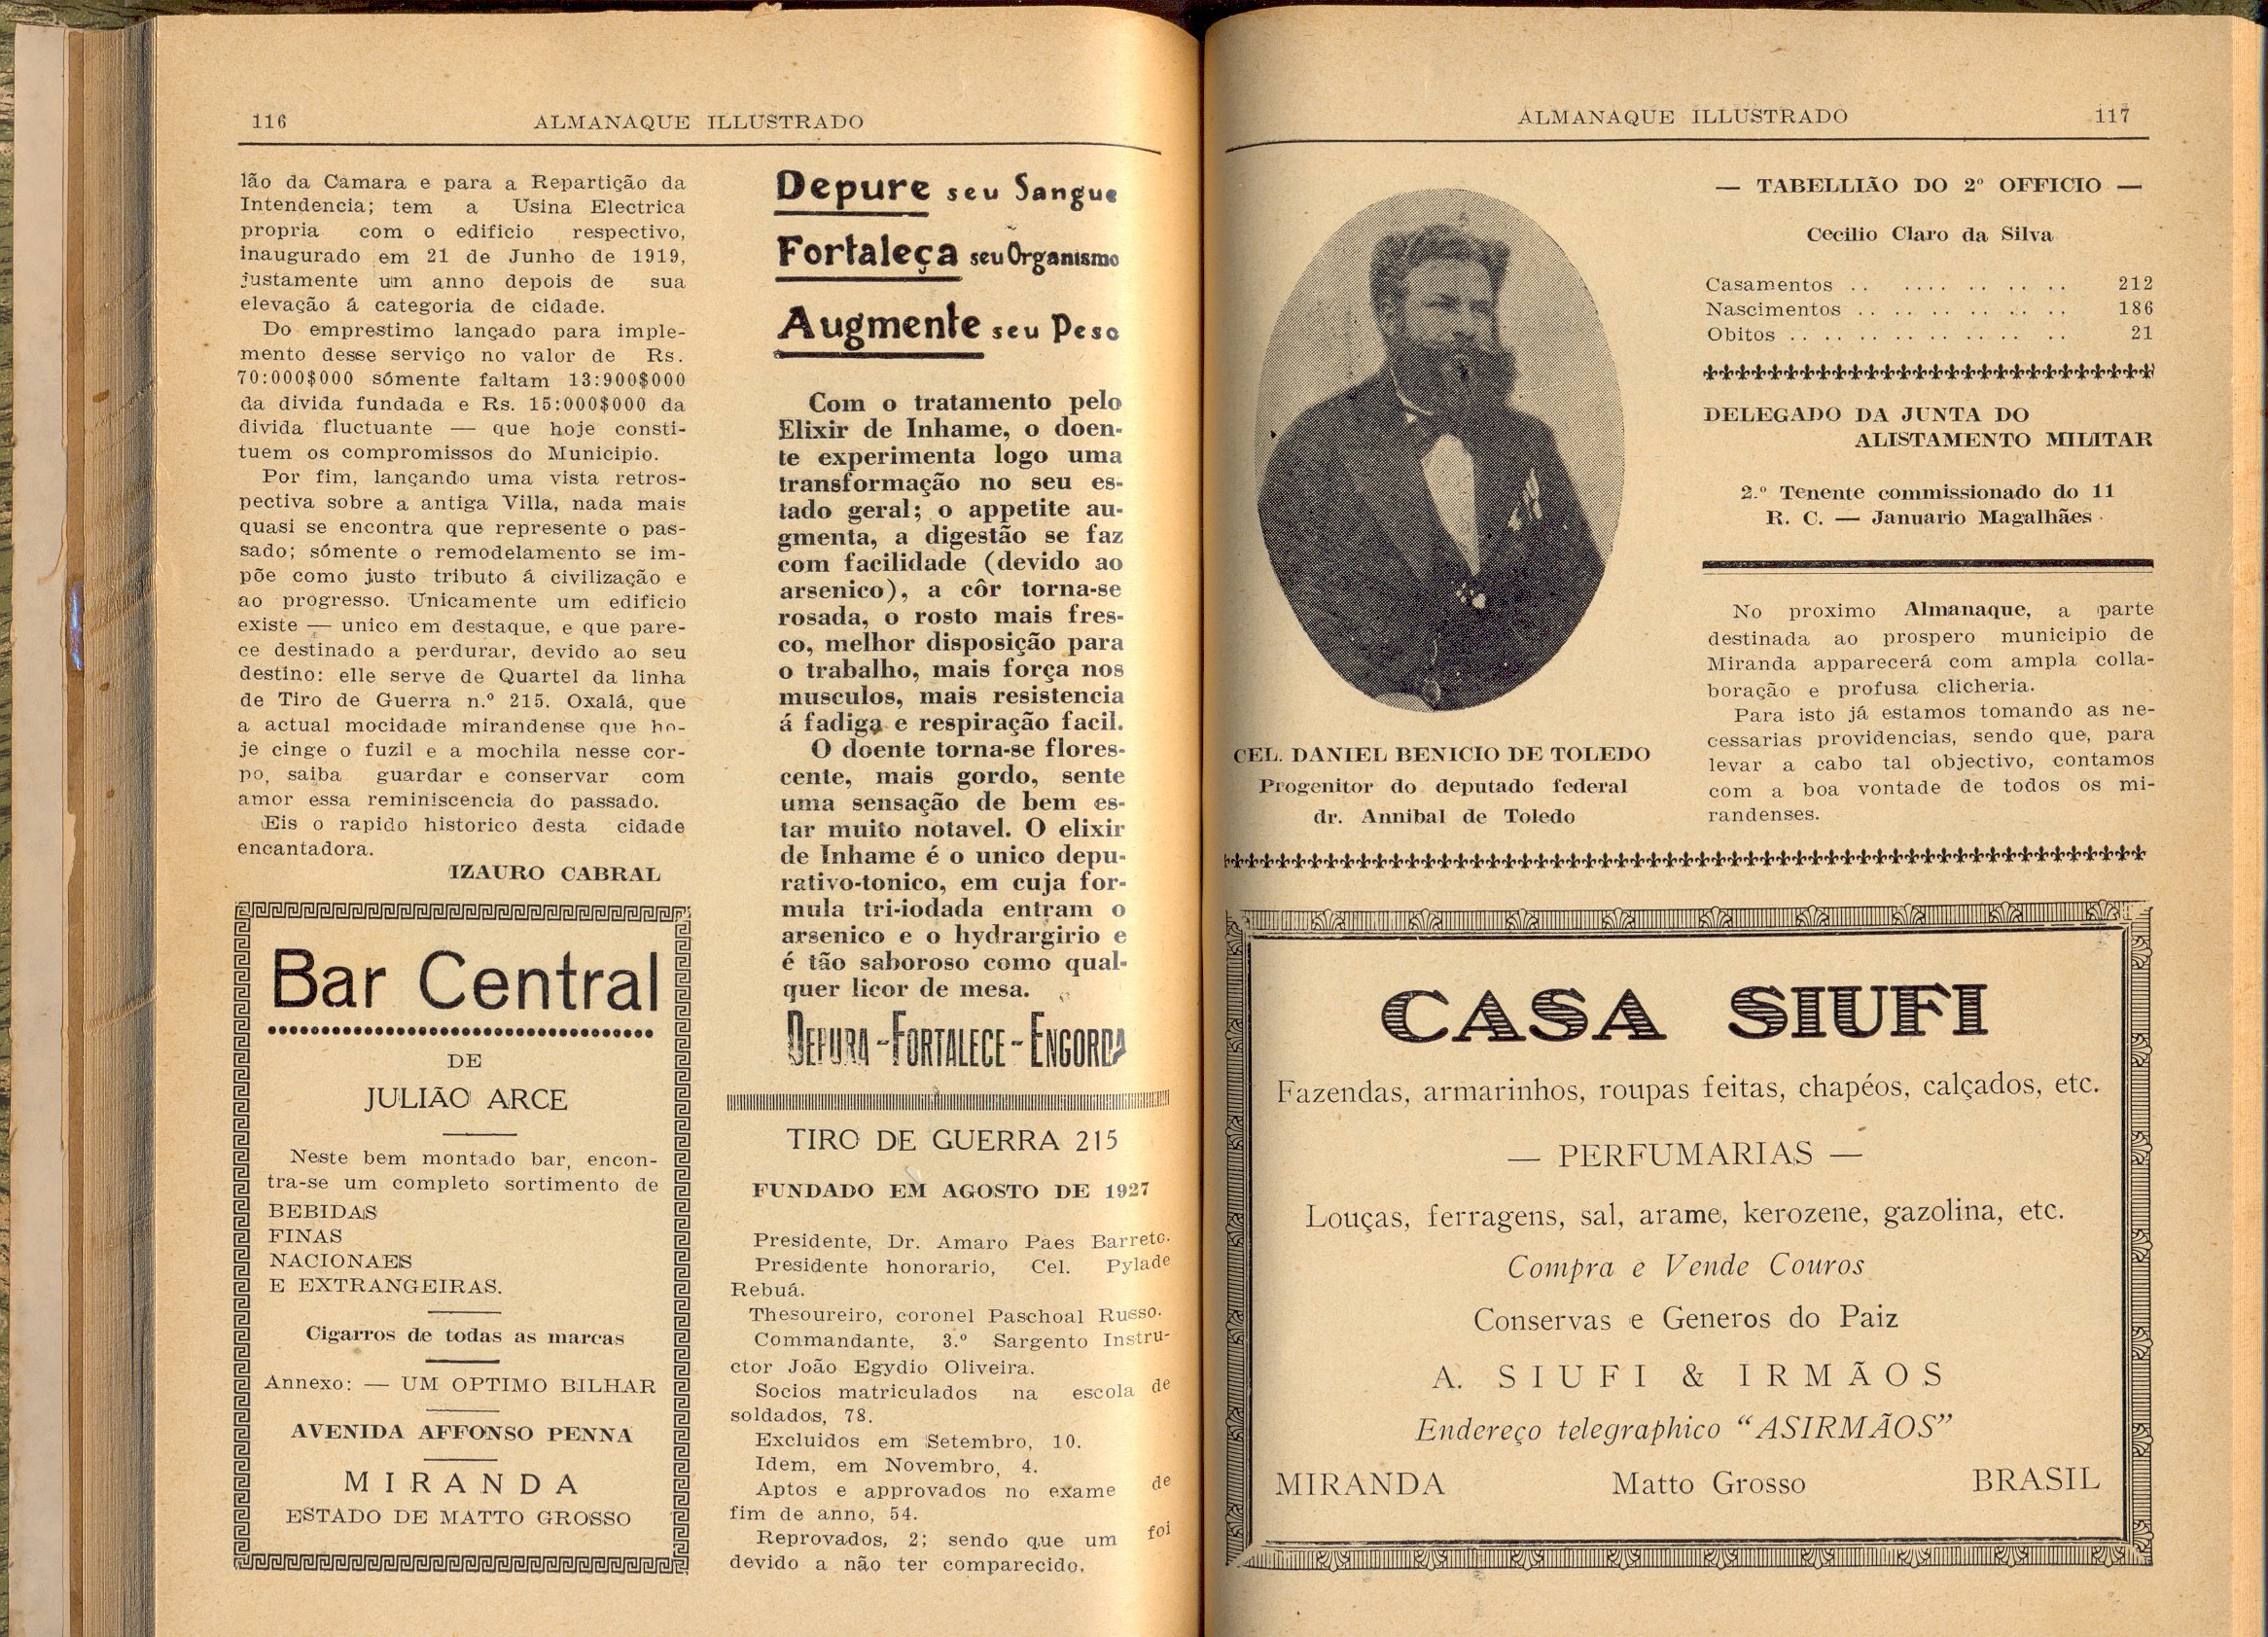 116
ALMANAQUE ILLUSTRADO
lão da Camara e para a Repartição da
Intendencia; tem a Usina Electrica
propria com o edificio respectivo,
inaugurado em 21 de Junho de 1919,
justamente um anno depois de sua
elevação á categoria de cidade.
Do emprestimo lançado para imple-
mento desse serviço no valor de Rs.
70:000$000 sómente faltam 13:900$000
da divida fundada e Rs. 15:000$000 da
divida fluctuante — que hoje consti-
tuem os compromissos do Municipio.
Por fim, lançando uma vista retros-
pectiva sobre a antiga Villa, nada mais
quasi se encontra que represente o pas-
sado; sómente o remodelamento se im-
põe como justo tributo á civilização e
ao progresso. Unicamente um edificio
existe — unico em destaque, e que pare-
ce destinado a perdurar, devido ao seu
destino: elle serve de Quartel da linha
de Tiro de Guerra n.º 215. Oxalá, que
a actual mocidade mirandense que ho-
je cinge o fuzil e a mochila nesse cor-
po, saiba guardar e conservar com
amor essa reminiscencia do passado.
Eis o rapido historico desta cidade
encantadora.
IZAURO CABRAL
Bar Central
DE
JULIÃO ARCE
Neste bem montado bar, encon-
tra-se um completo sortimento de
BEBIDAS
FINAS
NACIONAES
E EXTRANGEIRAS.
Cigarros de todas as marcas
Annexo: — UM OPTIMO BILHAR
AVENIDA AFFONSO PENNA
MIRANDA
ESTADO DE MATTO GROSSO
Depure seu Sangue
Fortaleça seu Organismo
Augmente seu Peso
Com o tratamento pelo
Elixir de Inhame, o doen-
te experimenta logo uma
transformação no seu es-
tado geral; o appetite au-
gmenta, a digestão se faz
com facilidade (devido ao
arsenico), a côr torna-se
rosada, o rosto mais fres-
co, melhor disposição para
o trabalho, mais força nos
musculos, mais resistencia
á fadiga e respiração facil.
O doente torna-se flores-
cente, mais gordo, sente
uma sensação de bem es-
tar muito notavel. O elixir
de Inhame é o unico depu-
rativo-tonico, em cuja for-
mula tri-iodada entram o
arsenico e o hydrargirio e
é tão saboroso como qual-
quer licor de mesa.
DEPURA - FORTALECE - ENGORDA
TIRO DE GUERRA 215
FUNDADO EM AGOSTO DE 1927
Presidente, Dr. Amaro Paes Barreto.
Presidente honorario, Cel. Pylade
Rebuá.
Thesoureiro, coronel Paschoal Russo.
Commandante, 3.º Sargento Instru-
ctor João Egydio Oliveira.
Socios matriculados na escola de
soldados, 78.
Excluidos em Setembro, 10.
Idem, em Novembro, 4.
Aptos e approvados no exame de
fim de anno, 54.
Reprovados, 2; sendo que um foi
devido a não ter comparecido.
ALMANAQUE ILLUSTRADO
117
CEL. DANIEL BENICIO DE TOLEDO
Progenitor do deputado federal
dr. Annibal de Toledo
— TABELLIÃO DO 2º OFFICIO —
Cecilio Claro da Silva
Casamentos .. .... .. .. .. 212
Nascimentos .. .. .. .. .. .. 186
Obitos .. .. .. .. .. .. .. 21
DELEGADO DA JUNTA DO
ALISTAMENTO MILITAR
2.º Tenente commissionado do 11
R. C. — Januario Magalhães
No proximo Almanaque, a parte
destinada ao prospero municipio de
Miranda apparecerá com ampla colla-
boração e profusa clicheria.
Para isto já estamos tomando as ne-
cessarias providencias, sendo que, para
levar a cabo tal objectivo, contamos
com a boa vontade de todos os mi-
randenses.
CASA SIUFI
Fazendas, armarinhos, roupas feitas, chapéos, calçados, etc.
— PERFUMARIAS —
Louças, ferragens, sal, arame, kerozene, gazolina, etc.
Compra e Vende Couros
Conservas e Generos do Paiz
A. SIUFI & IRMÃOS
Endereço telegraphico “ASIRMÃOS”
MIRANDA Matto Grosso BRASIL